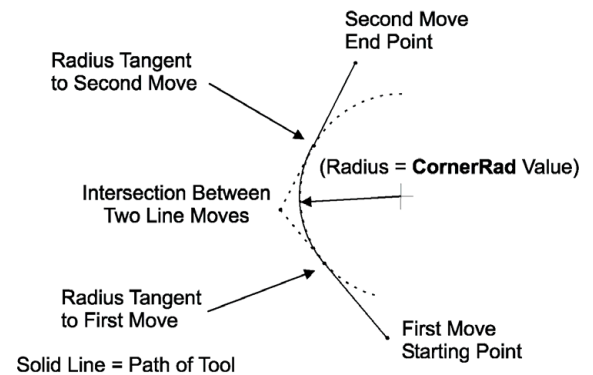 Second Move
End Point
Radius Tangent
to Second Move
(Radius = CornerRad Value)
Intersection Between
Two Line Moves
Radius Tangent
to First Move
First Move
Starting Point
Solid Line = Path of Tool